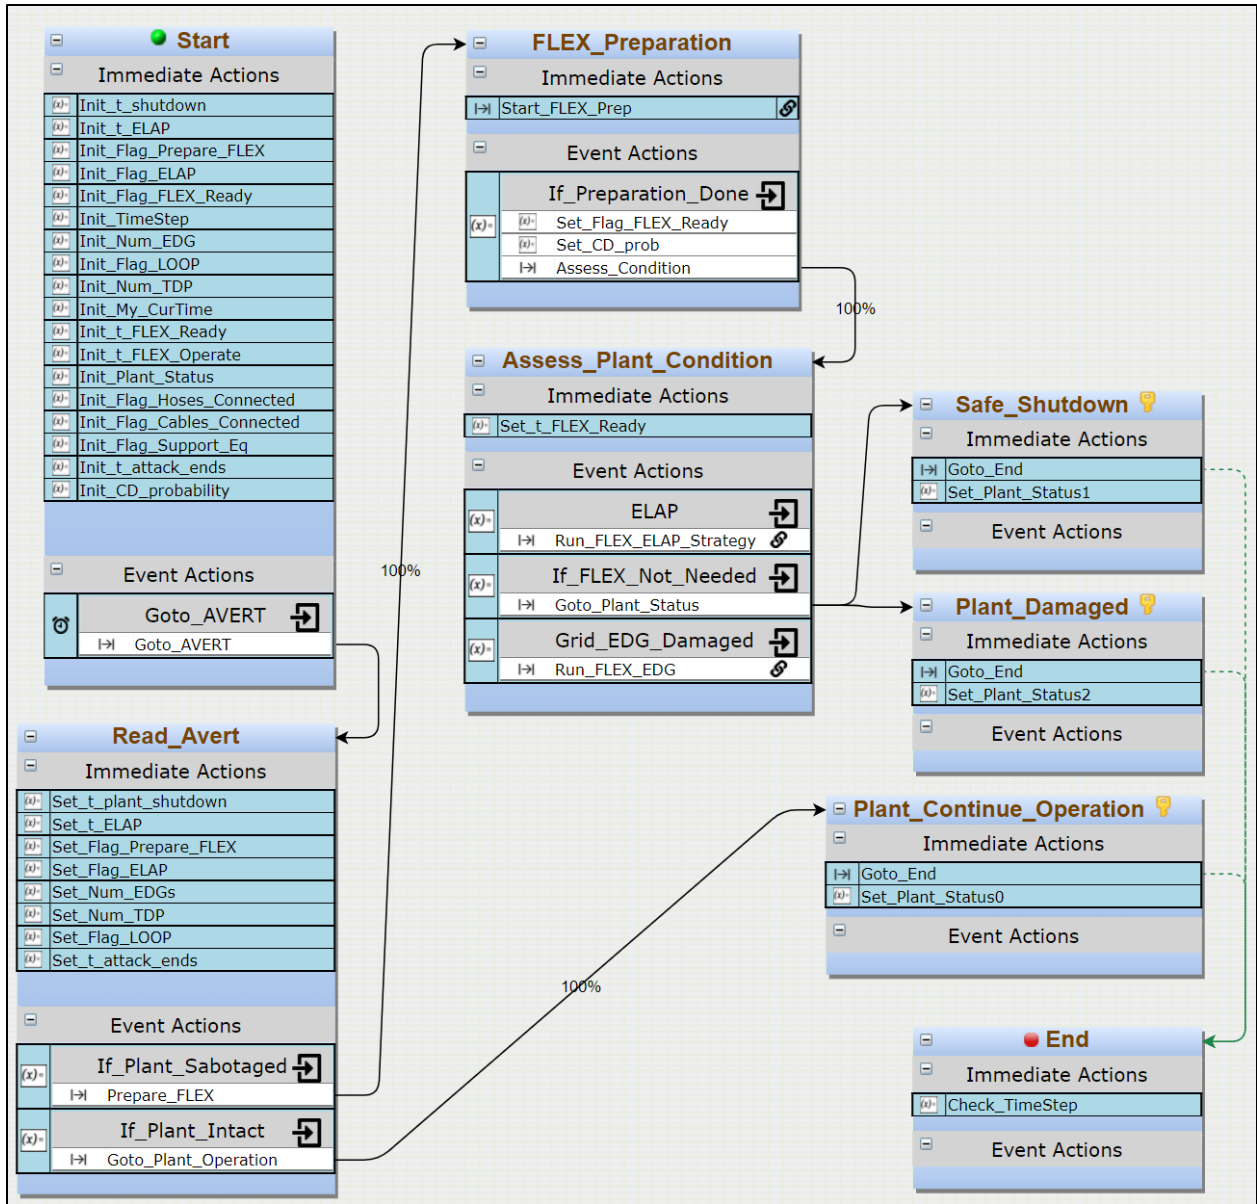 Start
Immediate Actions
Init_t_shutdown
Init_t_ELAP
Init_Flag_Prepare_FLEX
Init_Flag_ELAP
Init_Flag_FLEX_Ready
Init_TimeStep
Init_Num_EDG
Init_Flag_LOOP
Init_Num_TDP
Init_My_CurTime
Init_t_FLEX_Ready
Init_t_FLEX_Operate
Init_Plant_Status
Init_Flag_Hoses_Connected
Init_Flag_Cables_Connected
Init_Flag_Support_Eq
Init_t_attack_ends
Init_CD_probability
Event Actions
Goto_AVERT
Goto_AVERT
Read_Avert
Immediate Actions
Set_t_plant_shutdown
Set_t_ELAP
Set_Flag_Prepare_FLEX
Set_Flag_ELAP
Set_Num_EDGs
Set_Num_TDP
Set_Flag_LOOP
Set_t_attack_ends
Event Actions
If_Plant_Sabotaged
Prepare_FLEX
If_Plant_Intact
Goto_Plant_Operation
100%
FLEX_Preparation
Immediate Actions
Start_FLEX_Prep
Event Actions
(x)=
If_Preparation_Done
Set_Flag_FLEX_Ready
Set_CD_prob
Assess_Condition
100%
Assess_Plant_Condition
Immediate Actions
Set_t_FLEX_Ready
Event Actions
(x)=
ELAP
Run_FLEX_ELAP_Strategy
(x)=
If_FLEX_Not_Needed
Goto_Plant_Status
(x)=
Grid_EDG_Damaged
Run_FLEX_EDG
Safe_Shutdown
Immediate Actions
Goto_End
Set_Plant_Status1
Event Actions
Plant_Damaged
Immediate Actions
Goto_End
Set_Plant_Status2
Event Actions
100%
Plant_Continue_Operation
Immediate Actions
Goto_End
Set_Plant_Status0
Event Actions
End
Immediate Actions
Check_TimeStep
Event Actions